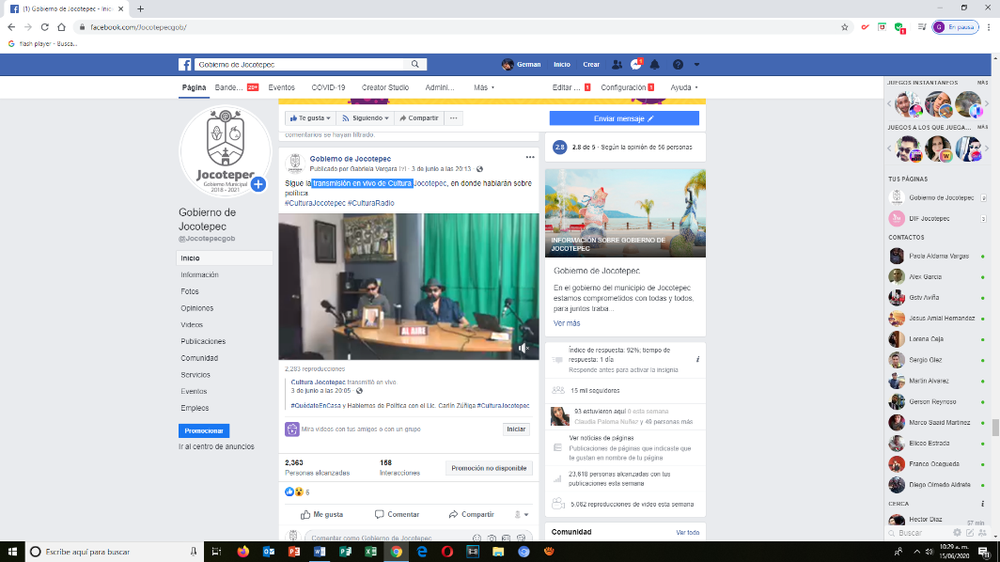 (1) Gobierno de Jocotepec - Inici
facebook.com/Jocotepecgob/
G
En pausa
flash player - Busca...
Gobierno de Jocotepec
German
Inicio
Crear
1
Página
Bande...
20+
Eventos
COVID-19
Creator Studio
Admini...
Más
Editar ...
1
Configuración
1
Ayuda
Jocotepec
Gobierno Municipal
2018 - 2021
Gobierno de
Jocotepec
@Jocotepecgob
Inicio
Información
Fotos
Opiniones
Videos
Publicaciones
Comunidad
Servicios
Eventos
Empleos
Promocionar
Ir al centro de anuncios
Te gusta
Siguiendo
Compartir
comentarios se hayan filtrado.
Gobierno de Jocotepec
Publicado por Gabriela Vergara · 3 de junio a las 20:13 ·
Sigue la transmisión en vivo de Cultura Jocotepec, en donde hablarán sobre
política.
#CulturaJocotepec #CulturaRadio
AL AIRE
2,283 reproducciones
Cultura Jocotepec transmitió en vivo
3 de junio a las 20:05 ·
#QuédateEnCasa y Hablemos de Política con el Lic. Carlín Zúñiga #CulturaJocotepec
Mira videos con tus amigos o con un grupo
Iniciar
2,363
Personas alcanzadas
158
Interacciones
Promoción no disponible
6
Me gusta
Comentar
Compartir
Comentar como Gobierno de Jocotepec
Enviar mensaje
2.8
2.8 de 5 · Según la opinión de 56 personas
INFORMACIÓN SOBRE GOBIERNO DE
JOCOTEPEC
Gobierno de Jocotepec
En el gobierno del municipio de Jocotepec
estamos comprometidos con todas y todos,
para juntos traba...
Ver más
Índice de respuesta: 92%; tiempo de
respuesta: 1 día
Responde antes para activar la insignia
15 mil seguidores
93 estuvieron aquí 0 esta semana
Claudia Paloma Nuñez y 49 personas más
Ver noticias de páginas
Publicaciones de páginas que indicaste que
te gustan en nombre de tu página
23,618 personas alcanzadas con tus
publicaciones esta semana
5,062 reproducciones de video esta semana
Comunidad
Ver todo
JUEGOS INSTANTÁNEOS
MÁS
JUEGOS A LOS QUE JUEGA...
MÁS
TUS PÁGINAS
Gobierno de Jocotepec
9
DIF Jocotepec
3
CONTACTOS
Paola Aldama Vargas
Alex Garcia
Gstv Aviña
Jesus Amial Hernandez
Lorena Ceja
Sergio Glez
Martin Alvarez
Gerson Reynoso
Marco Saaid Martinez
Eliceo Estrada
Franco Ocegueda
Diego Olmedo Aldrete
CERCA
Hector Diaz
57 min
Buscar
Escribe aquí para buscar
10:29 a. m.
15/06/2020